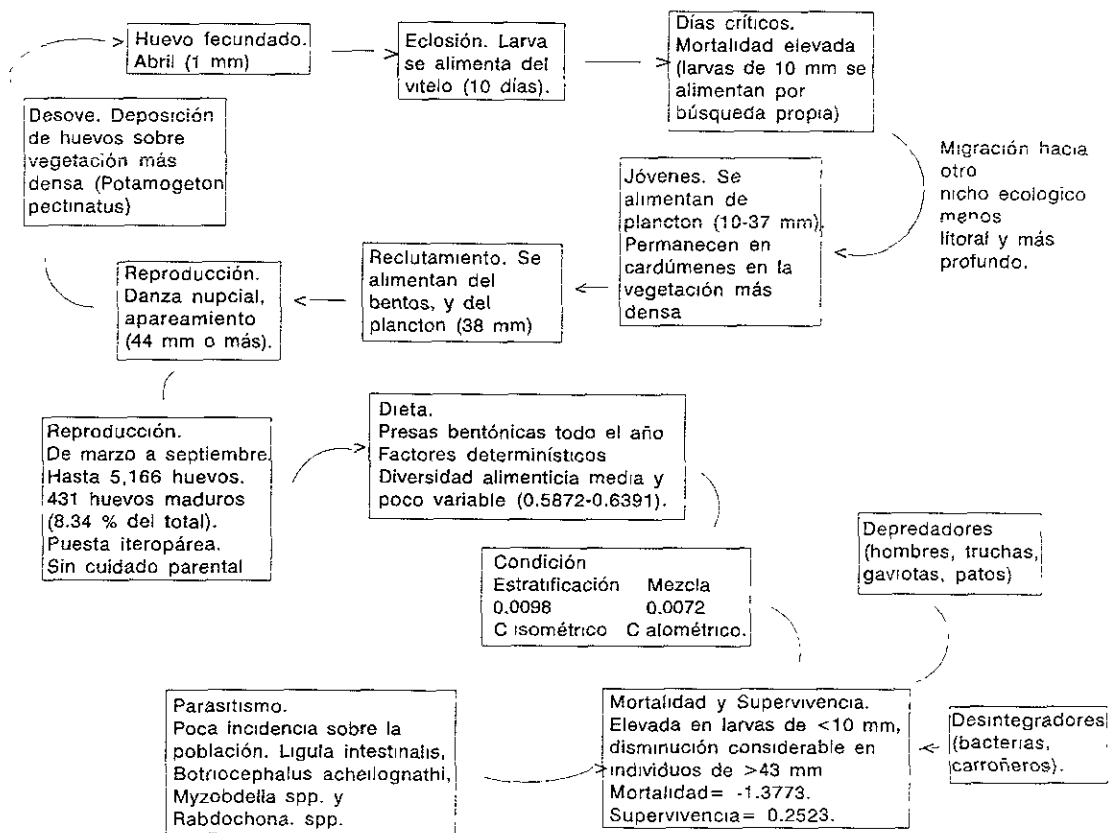 Huevo fecundado.
Abril (1 mm)
Eclosión. Larva
se alimenta del
vitelo (10 días).
Días críticos.
Mortalidad elevada
(larvas de 10 mm se
alimentan por
búsqueda propia)
Migración hacia
otro
nicho ecologico
menos
litoral y más
profundo.
Jóvenes. Se
alimentan de
plancton (10-37 mm).
Permanecen en
cardúmenes en la
vegetación más
densa
Reclutamiento. Se
alimentan del
bentos, y del
plancton (38 mm)
Reproducción.
Danza nupcial,
apareamiento
(44 mm o más).
Desove. Deposición
de huevos sobre
vegetación más
densa (Potamogeton
pectinatus)
Reproducción.
De marzo a septiembre.
Hasta 5,166 huevos.
431 huevos maduros
(8.34 % del total).
Puesta iteropárea.
Sin cuidado parental
Dieta.
Presas bentónicas todo el año
Factores determinísticos
Diversidad alimenticia media y
poco variable (0.5872-0.6391).
Condición
Estratificación Mezcla
0.0098 0.0072
C isométrico C alométrico.
Depredadores
(hombres, truchas,
gaviotas, patos)
Parasitismo.
Poca incidencia sobre la
población. Ligula intestinalis,
Botriocephalus acheilognathi,
Myzobdella spp. y
Rabdochona. spp.
Mortalidad y Supervivencia.
Elevada en larvas de <10 mm,
disminución considerable en
individuos de >43 mm
Mortalidad= -1.3773.
Supervivencia= 0.2523.
Desintegradores
(bacterias,
carroñeros).